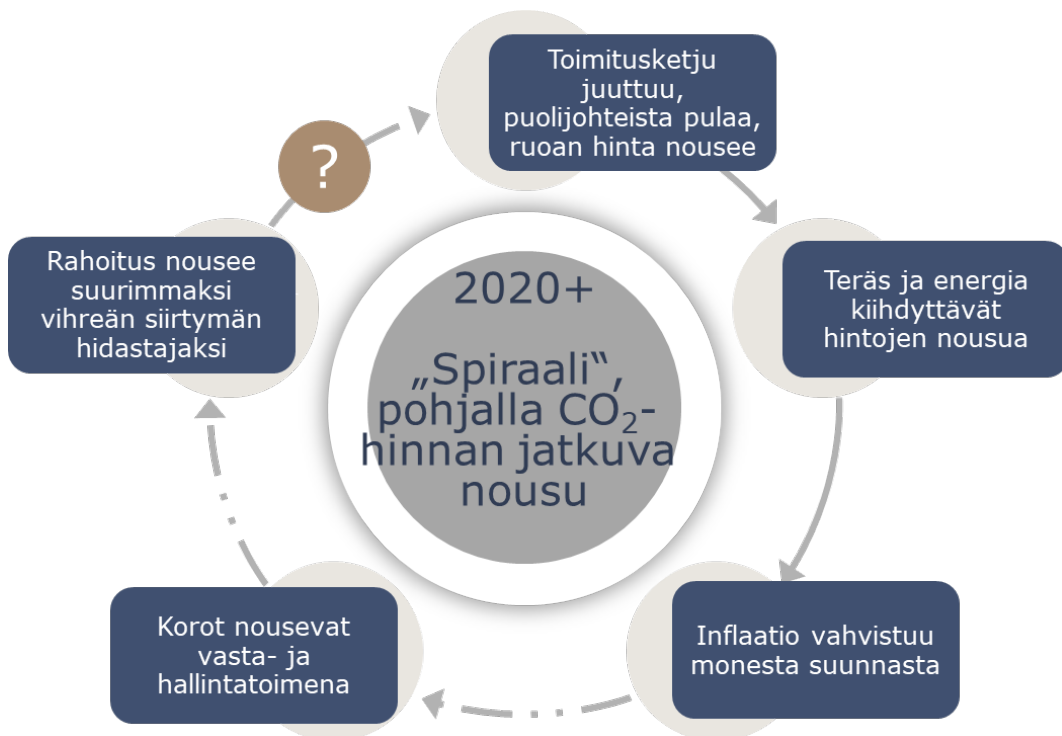 Toimitusketju
juuttuu,
puolijohteista pulaa,
ruoan hinta nousee
Teräs ja energia
kiihdyttävät
hintojen nousua
Inflaatio vahvistuu
monesta suunnasta
Korot nousevat
vasta- ja
hallintatoimena
Rahoitus nousee
suurimmaksi
vihreän siirtymän
hidastajaksi
?
2020+
„Spiraali“,
pohjalla CO₂-
hinnan jatkuva
nousu